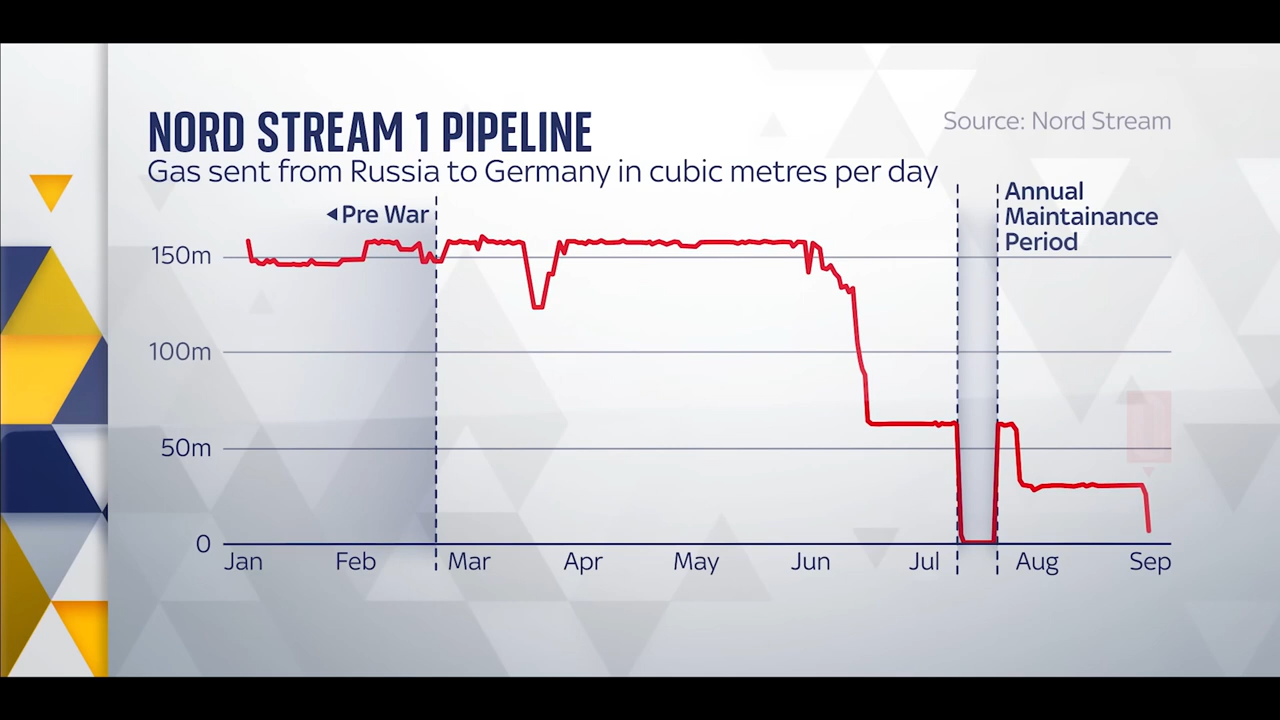 NORD STREAM 1 PIPELINE
Source: Nord Stream
Gas sent from Russia to Germany in cubic metres per day
Pre War
Annual
Maintainance
Period
150m
100m
50m
0
Jan Feb Mar Apr May Jun Jul Aug Sep